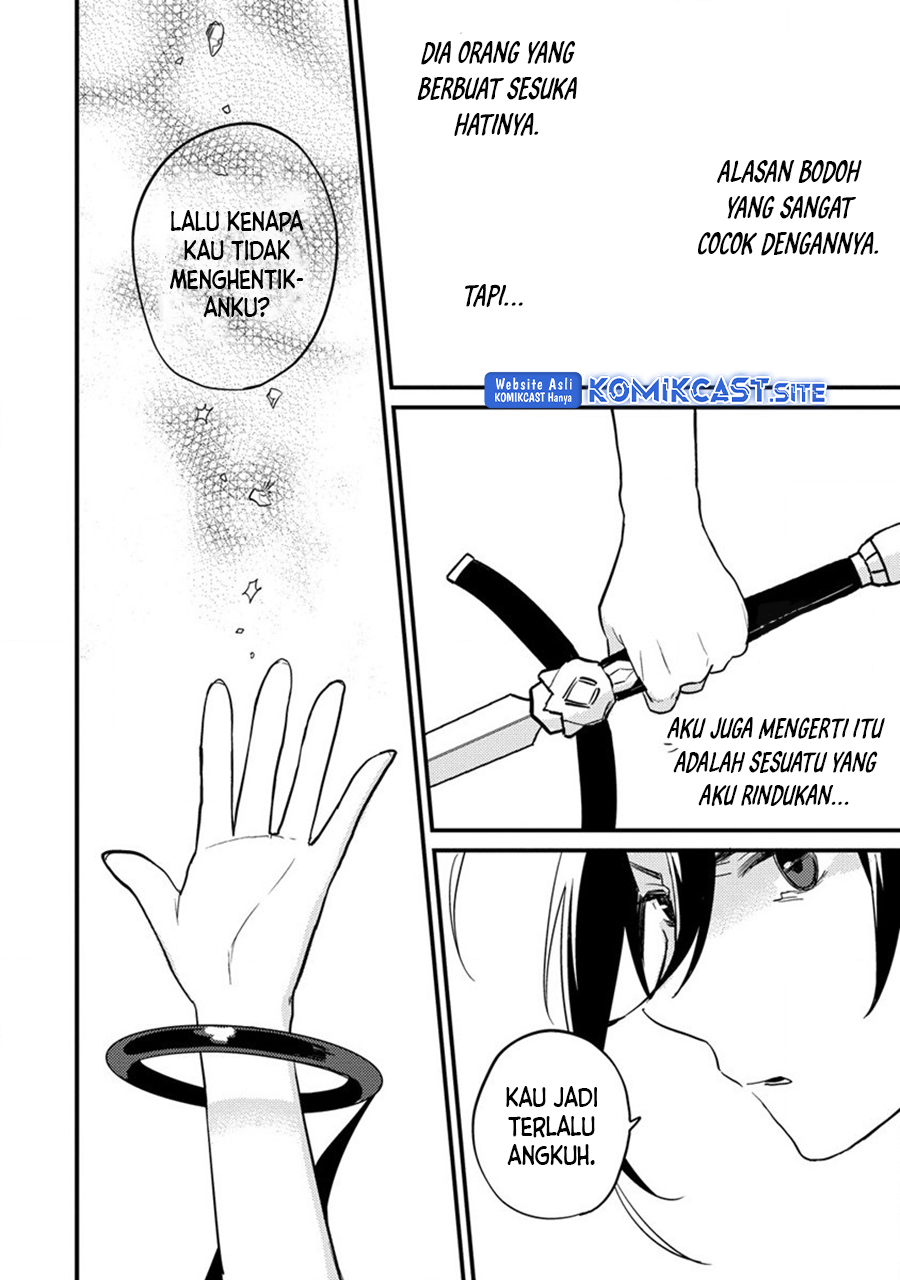 DIA ORANG YANG
BERBUAT SESUKA
HATINYA.
ALASAN BODOH
YANG SANGAT
COCOK DENGANNYA.
TAPI...
Website Asli
KOMIKCAST Hanya
KOMIKCAST.SITE
AKU JUGA MENGERTI ITU
ADALAH SESUATU YANG
AKU RINDUKAN...
KAU JADI
TERLALU
ANGKUH.
LALU KENAPA
KAU TIDAK
MENGHENTIK-
ANKU?